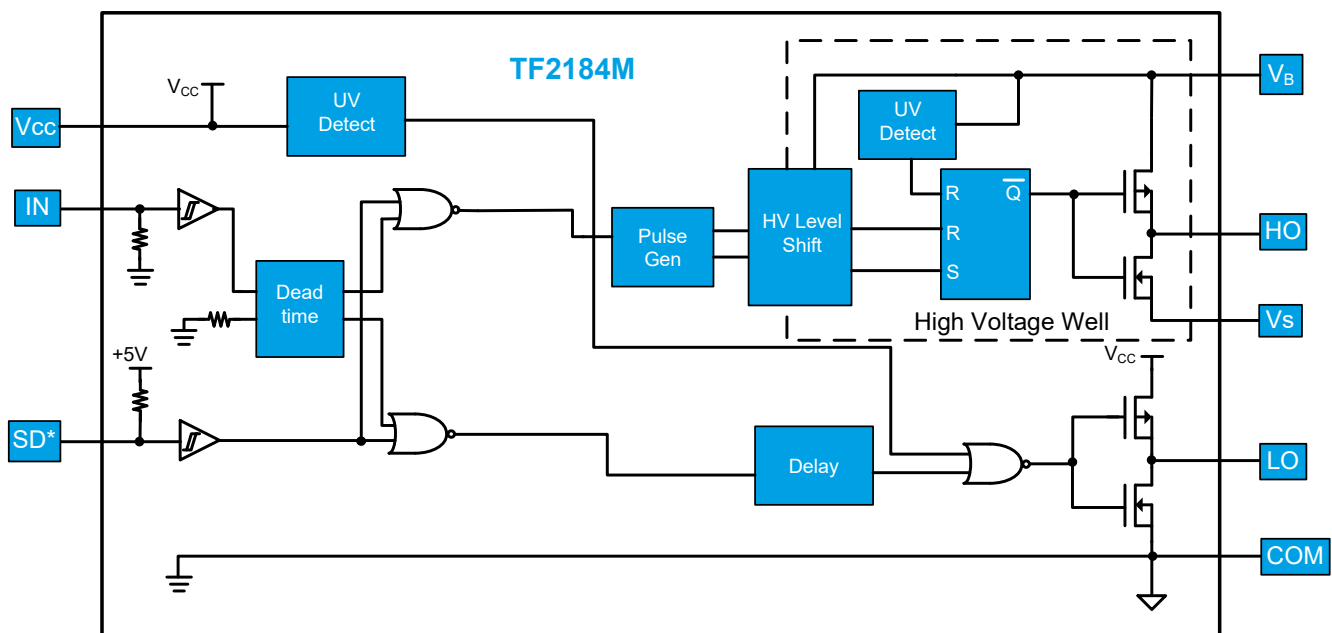 TF2184M
V_B
V_CC
UV
Detect
UV
Detect
Vcc
IN
R
Q̅
HV Level
Shift
R
Pulse
Gen
HO
S
Dead
time
High Voltage Well
Vs
+5V
V_CC
SD*
Delay
LO
COM